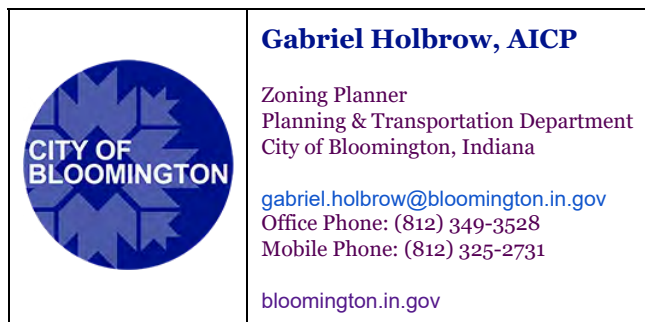 CITY OF
BLOOMINGTON
Gabriel Holbrow, AICP
Zoning Planner
Planning & Transportation Department
City of Bloomington, Indiana
gabriel.holbrow@bloomington.in.gov
Office Phone: (812) 349-3528
Mobile Phone: (812) 325-2731
bloomington.in.gov